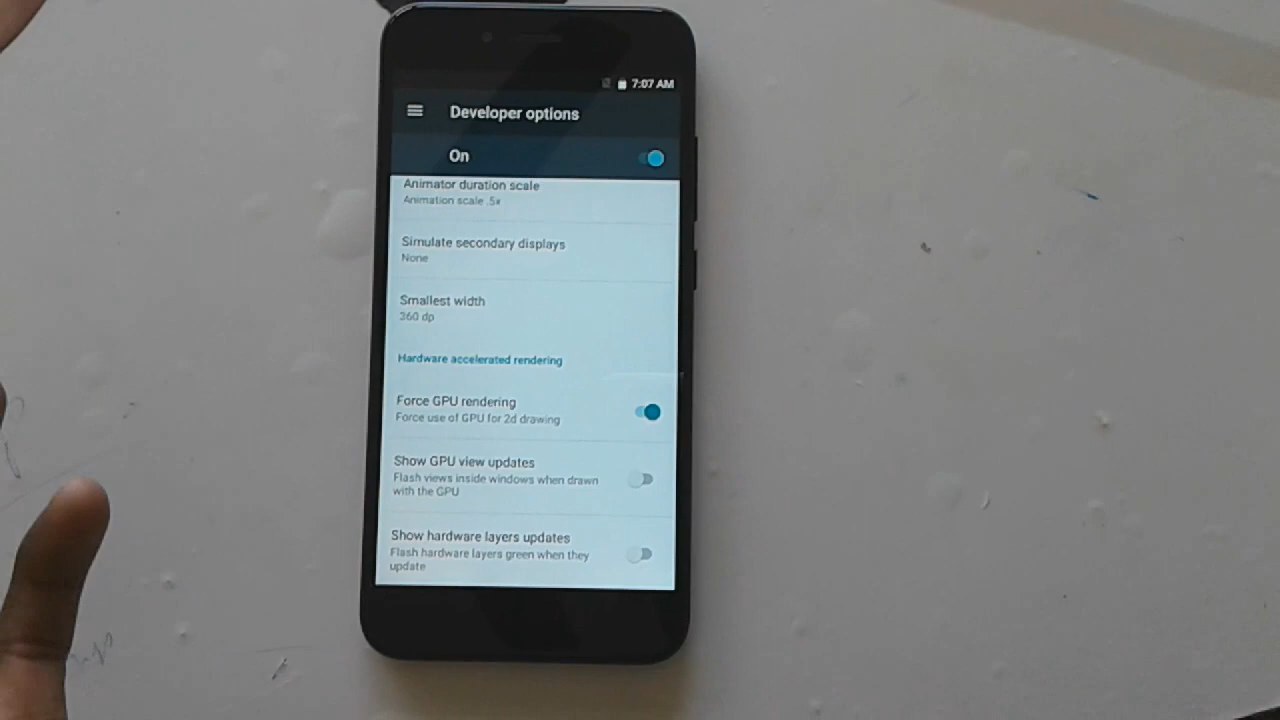 7:07 AM
Developer options
On
Animator duration scale
Animation scale .5x
Simulate secondary displays
None
Smallest width
360 dp
Hardware accelerated rendering
Force GPU rendering
Force use of GPU for 2d drawing
Show GPU view updates
Flash views inside windows when drawn
with the GPU
Show hardware layers updates
Flash hardware layers green when they
update